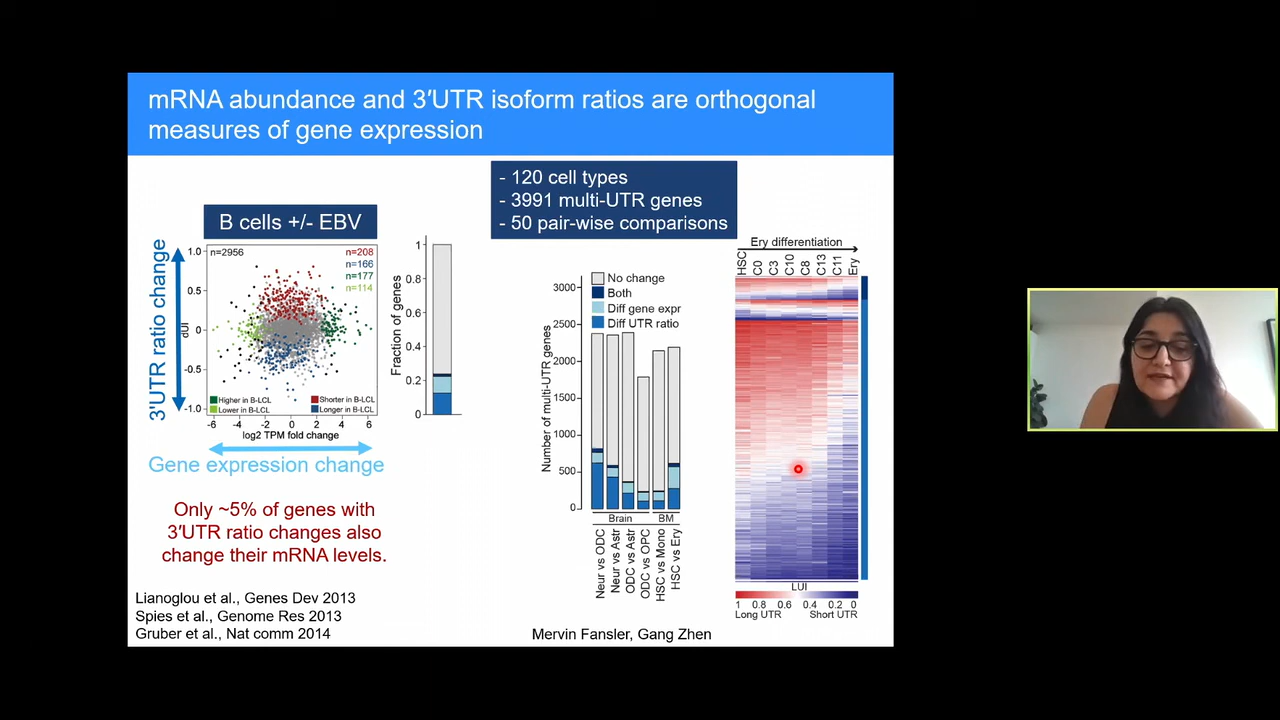 mRNA abundance and 3′UTR isoform ratios are orthogonal
measures of gene expression
- 120 cell types
- 3991 multi-UTR genes
- 50 pair-wise comparisons
B cells +/- EBV
3′UTR ratio change
dUI
n=2956
n=208
n=166
n=177
n=114
1.0
0.5
0
-0.5
-1.0
Higher in B-LCL
Shorter in B-LCL
Lower in B-LCL
Longer in B-LCL
-6 -4 -2 0 2 4 6
log2 TPM fold change
Gene expression change
Fraction of genes
1
0.8
0.6
0.4
0.2
0
Only ~5% of genes with
3′UTR ratio changes also
change their mRNA levels.
Lianoglou et al., Genes Dev 2013
Spies et al., Genome Res 2013
Gruber et al., Nat comm 2014
No change
Both
Diff gene expr
Diff UTR ratio
Number of multi-UTR genes
3000
2500
2000
1500
1000
500
0
Brain BM
Neur vs ODC
Neur vs Astr
ODC vs Astr
ODC vs OPC
HSC vs Mono
HSC vs Ery
Mervin Fansler, Gang Zhen
Ery differentiation
HSC C0 C3 C10 C8 C13 C11 Ery
LUI
1 0.8 0.6 0.4 0.2 0
Long UTR Short UTR